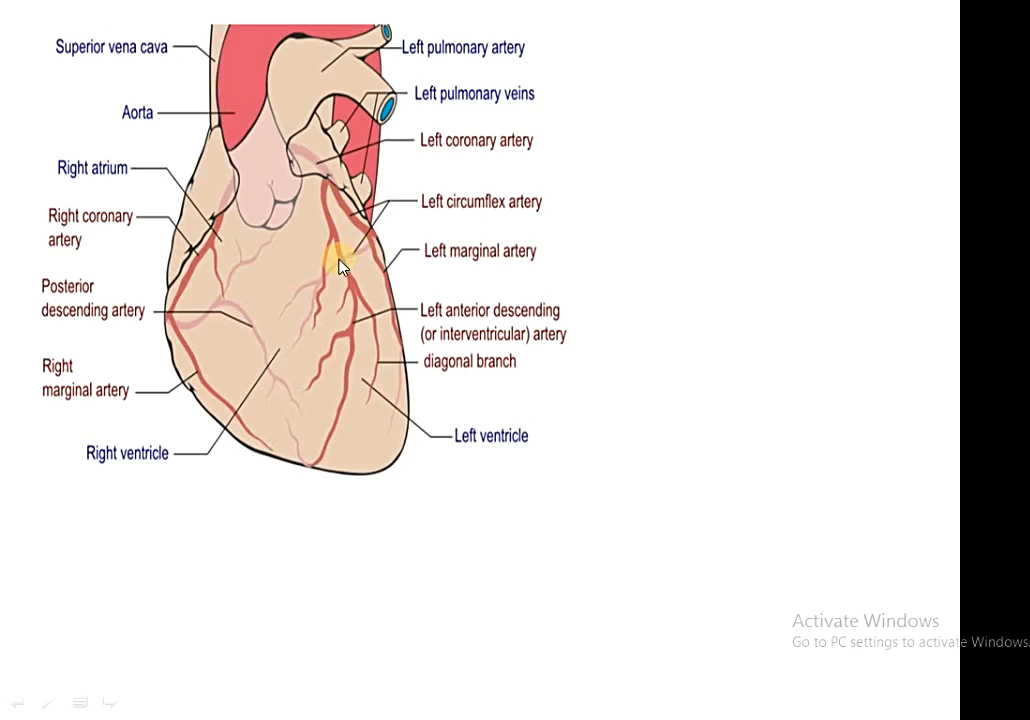 Superior vena cava
Left pulmonary artery
Left pulmonary veins
Aorta
Left coronary artery
Right atrium
Left circumflex artery
Right coronary
artery
Left marginal artery
Posterior
descending artery
Left anterior descending
(or interventricular) artery
diagonal branch
Right
marginal artery
Left ventricle
Right ventricle
Activate Windows
Go to PC settings to activate Windows.